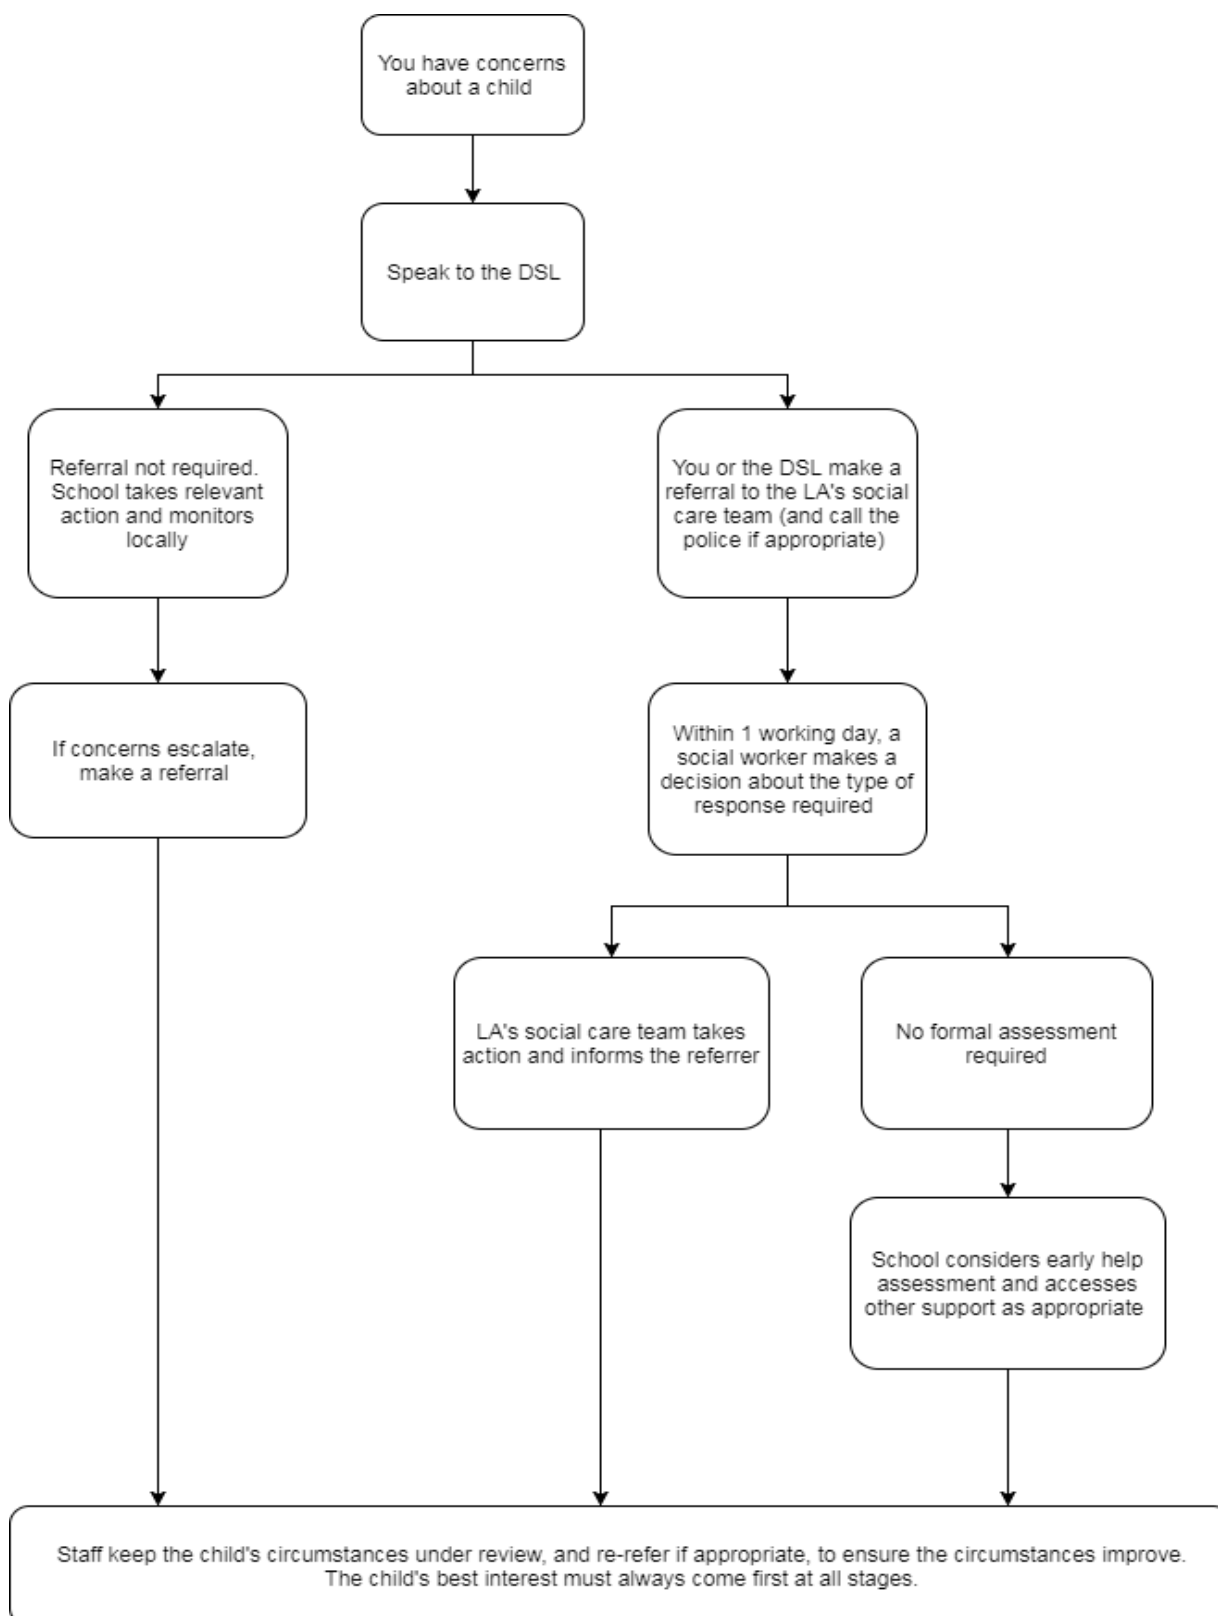 You have concerns
about a child
Speak to the DSL
Referral not required.
School takes relevant
action and monitors
locally
You or the DSL make a
referral to the LA's social
care team (and call the
police if appropriate)
If concerns escalate,
make a referral
Within 1 working day, a
social worker makes a
decision about the type of
response required
LA's social care team takes
action and informs the referrer
No formal assessment
required
School considers early help
assessment and accesses
other support as appropriate
Staff keep the child's circumstances under review, and re-refer if appropriate, to ensure the circumstances improve.
The child's best interest must always come first at all stages.